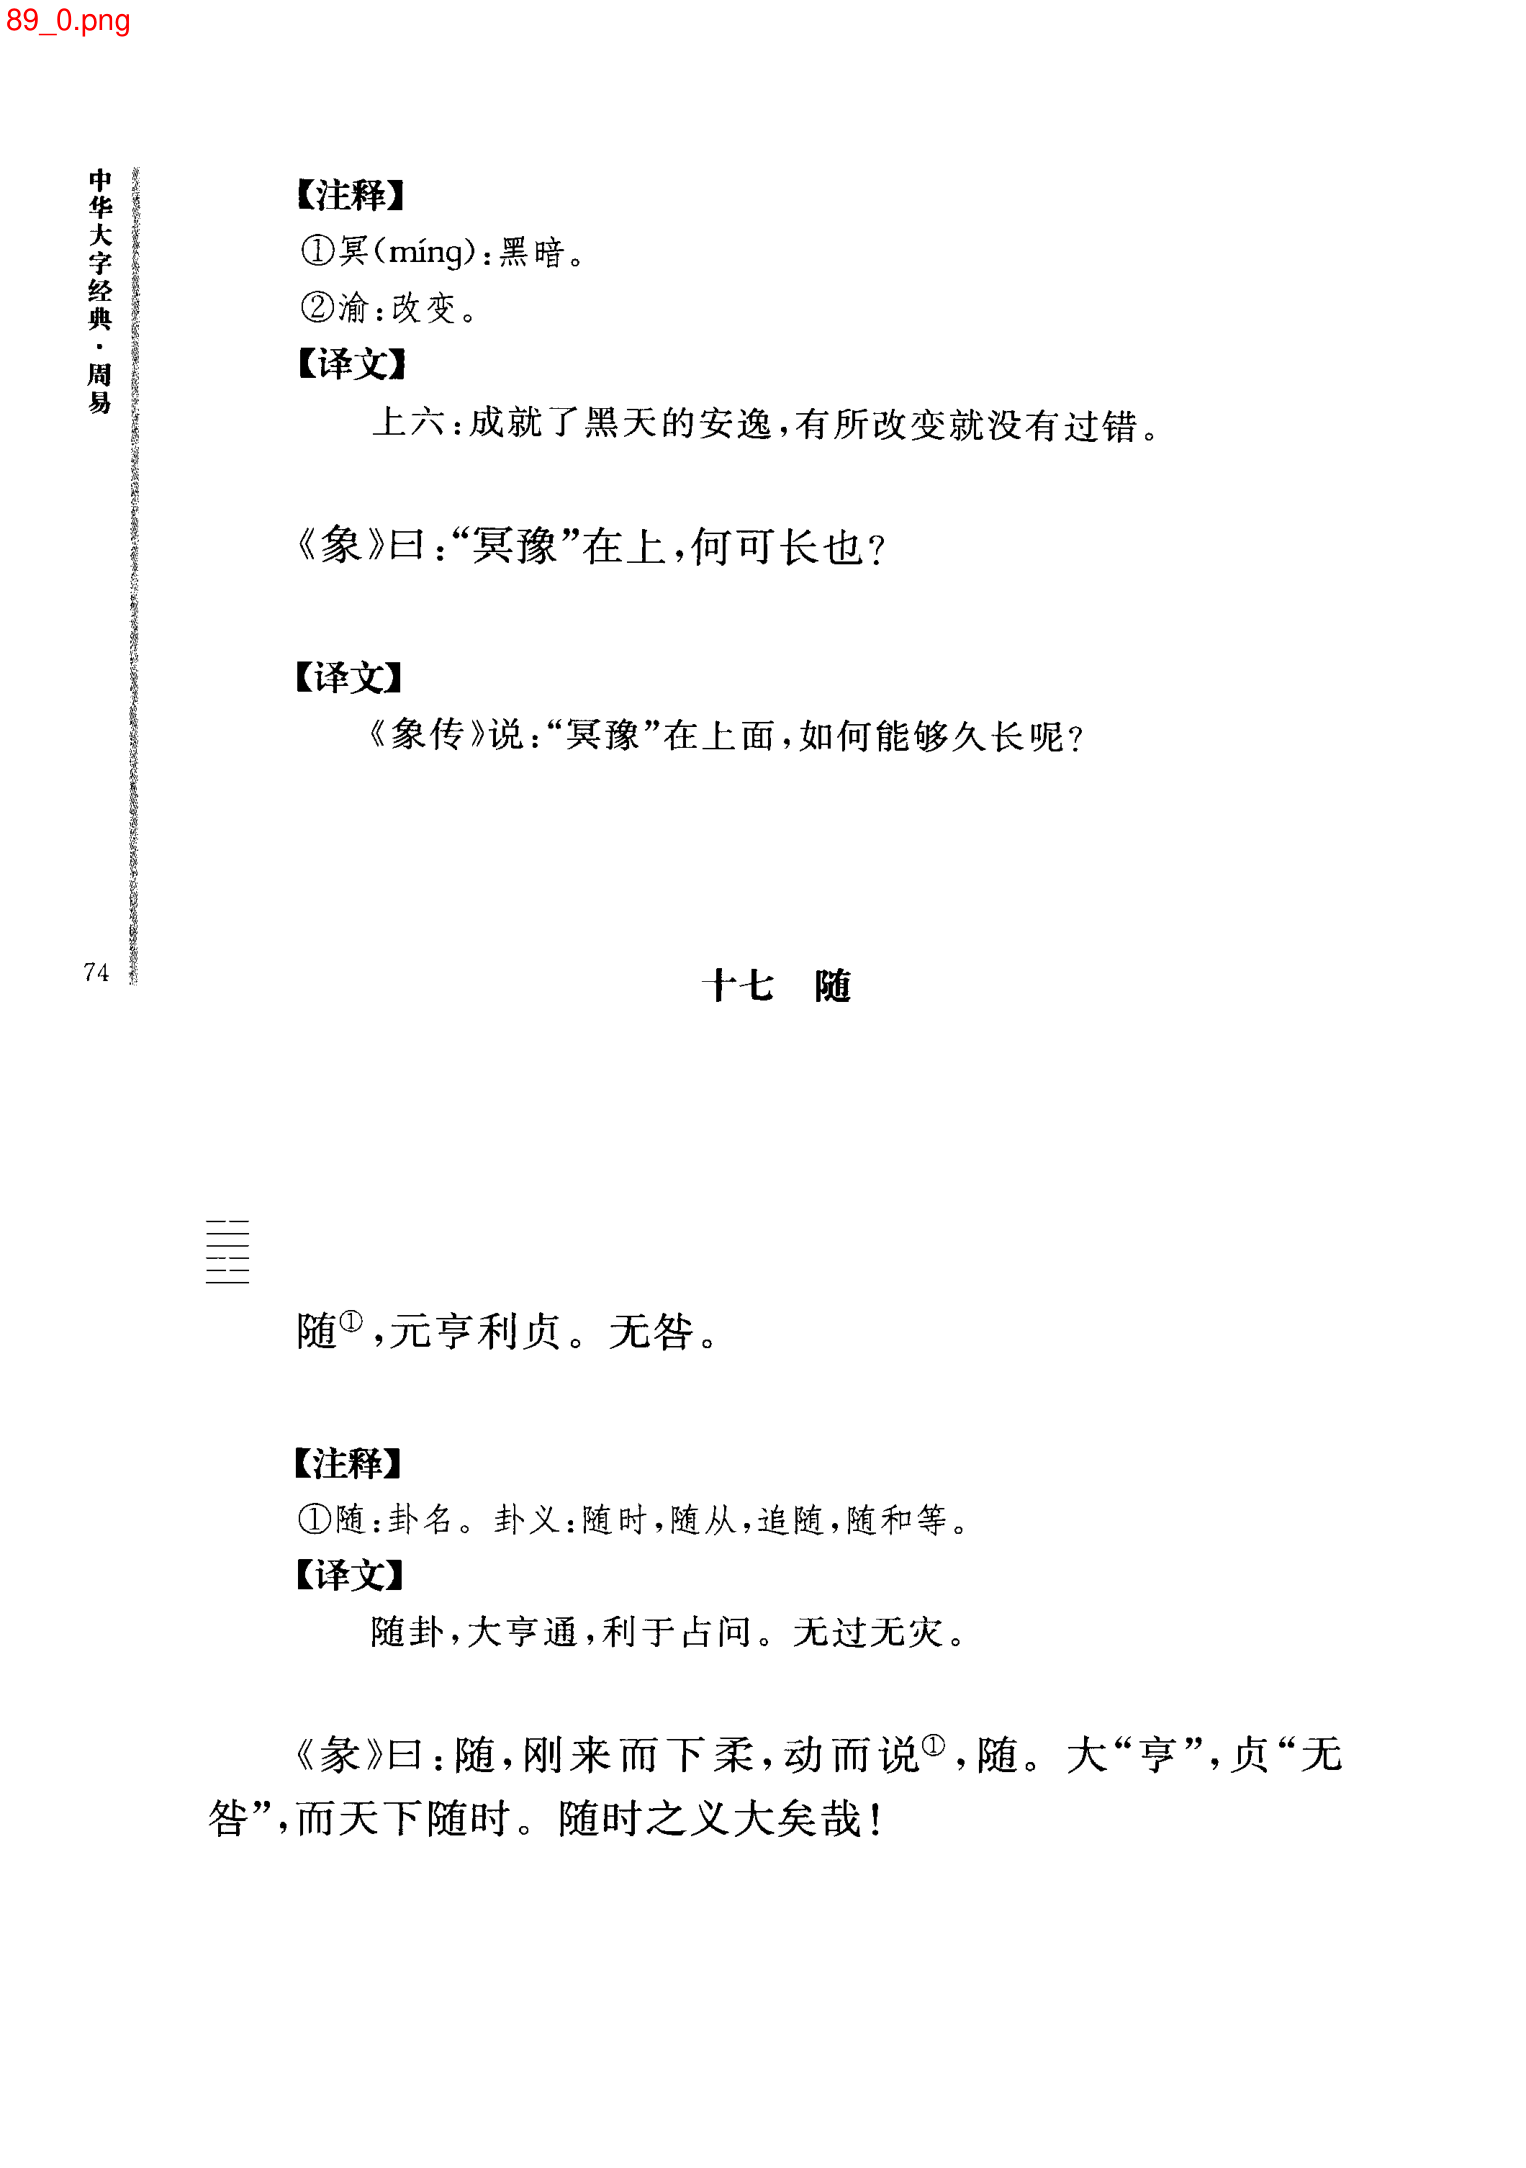 89_0.png
中华大字经典·周易
74
【注释】
①冥(míng):黑暗。
②渝:改变。
【译文】
上六:成就了黑天的安逸,有所改变就没有过错。
《象》曰:“冥豫”在上,何可长也?
【译文】
《象传》说:“冥豫”在上面,如何能够久长呢?
十七 随
随①,元亨利贞。无咎。
【注释】
①随:卦名。卦义:随时,随从,追随,随和等。
【译文】
随卦,大亨通,利于占问。无过无灾。
《彖》曰:随,刚来而下柔,动而说①,随。大“亨”,贞“无
咎”,而天下随时。随时之义大矣哉!